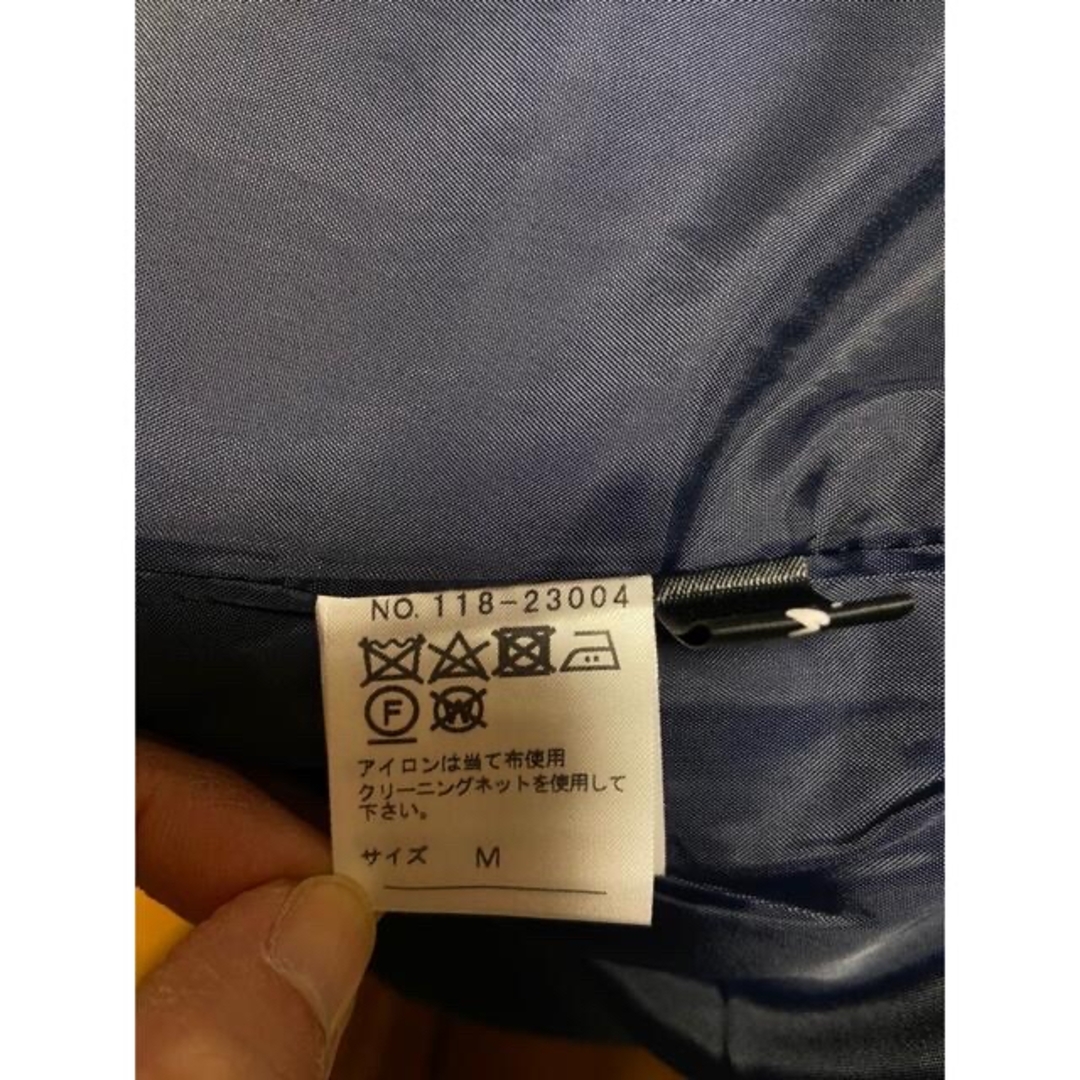 NO. 118-23004
F W
アイロンは当て布使用
クリーニングネットを使用して
下さい。
サイズ M